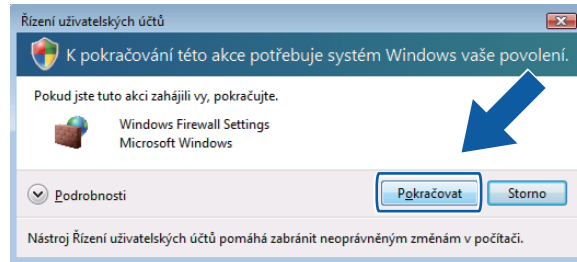 Řízení uživatelských účtů
K pokračování této akce potřebuje systém Windows vaše povolení.
Pokud jste tuto akci zahájili vy, pokračujte.
Windows Firewall Settings
Microsoft Windows
Podrobnosti
Pokračovat
Storno
Nástroj Řízení uživatelských účtů pomáhá zabránit neoprávněným změnám v počítači.